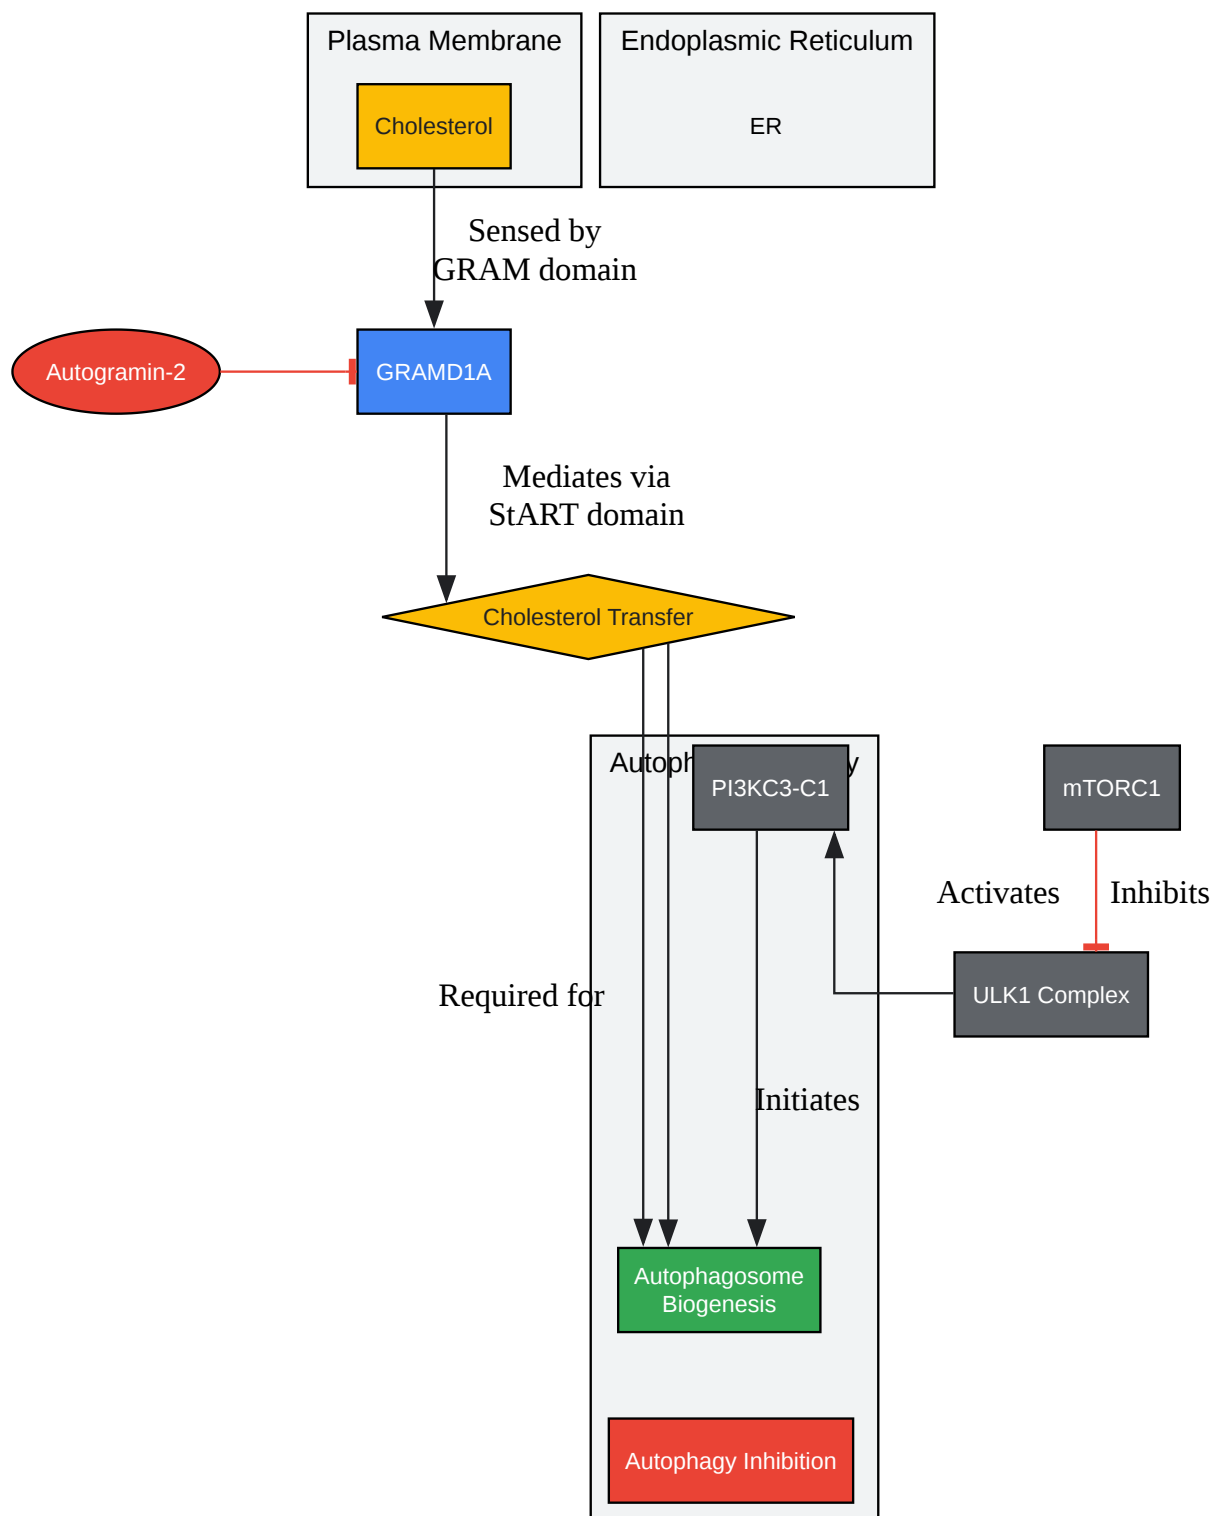 Plasma Membrane
Endoplasmic Reticulum
Cholesterol
ER
Sensed by
GRAM domain
Autogramin-2
GRAMD1A
Mediates via
StART domain
Cholesterol Transfer
PI3KC3-C1
mTORC1
Activates
Inhibits
Required for
ULK1 Complex
Initiates
Autophagosome
Biogenesis
Autophagy Inhibition